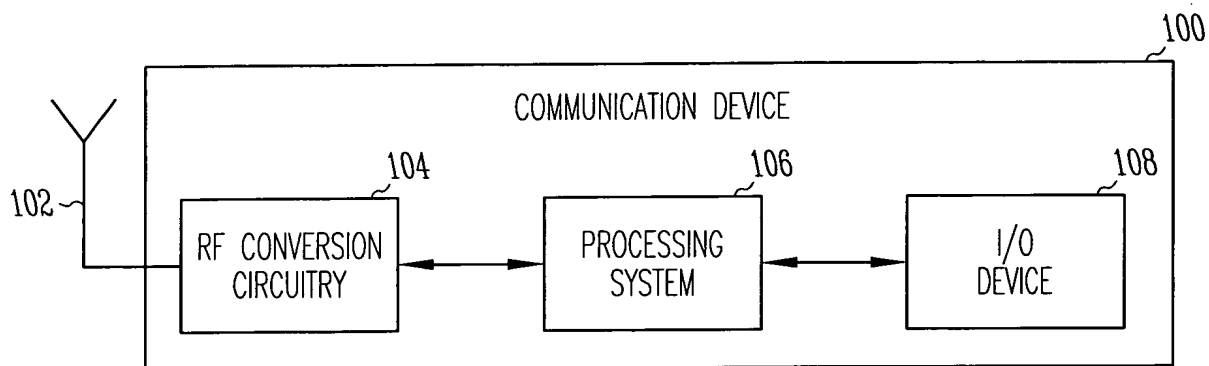 100
COMMUNICATION DEVICE
102
104
RF CONVERSION
CIRCUITRY
106
PROCESSING
SYSTEM
108
I/O
DEVICE